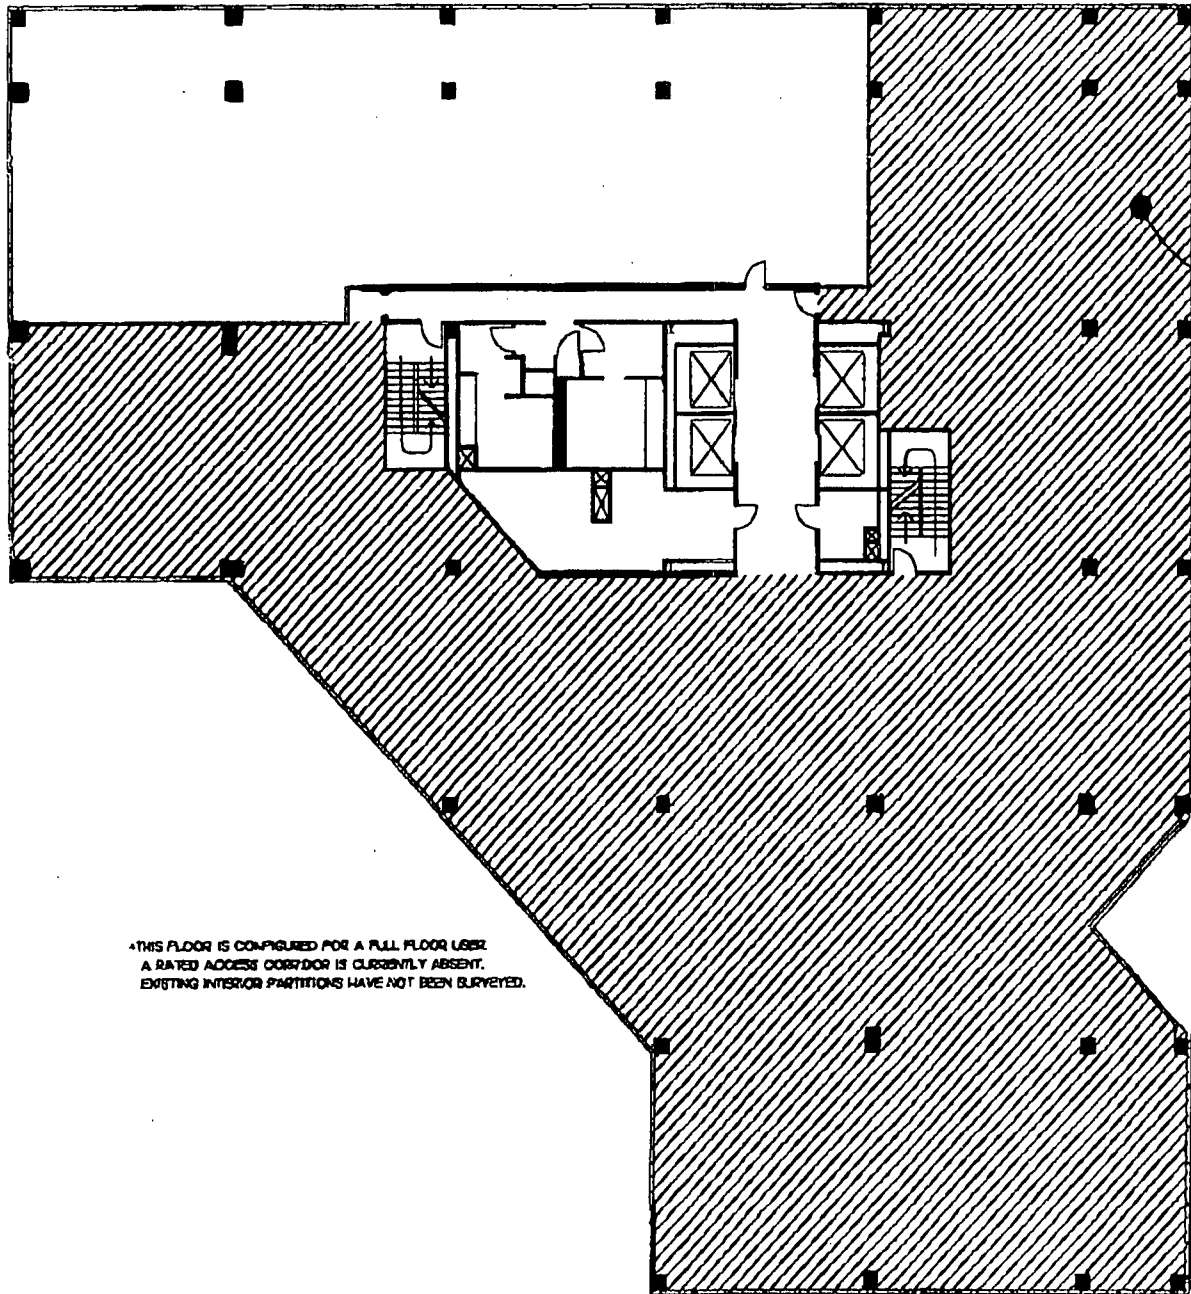 *THIS FLOOR IS CONFIGURED FOR A FULL FLOOR USER.
A RATED ACCESS CORRIDOR IS CURRENTLY ABSENT.
EXISTING INTERIOR PARTITIONS HAVE NOT BEEN SURVEYED.